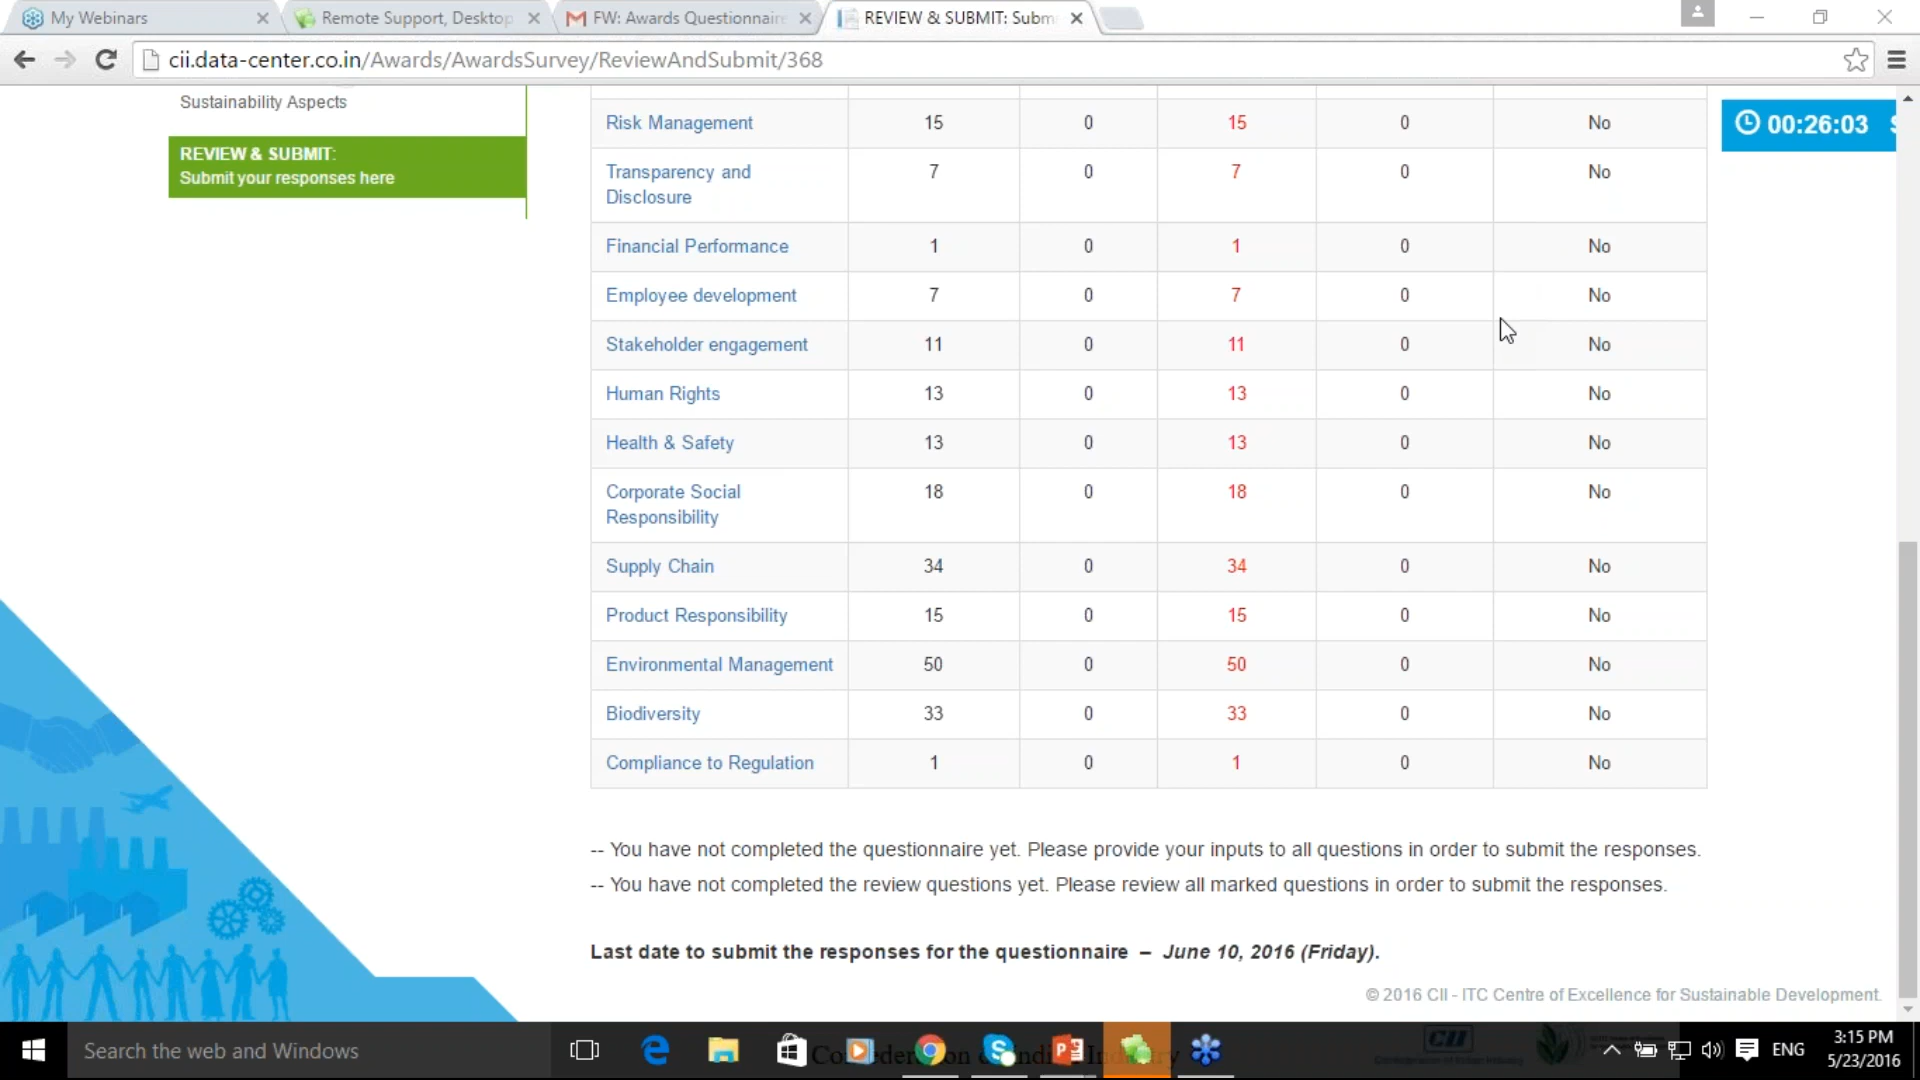 My Webinars
Remote Support, Desktop
FW: Awards Questionnaire
REVIEW & SUBMIT: Subm
cii.data-center.co.in/Awards/AwardsSurvey/ReviewAndSubmit/368
Sustainability Aspects
REVIEW & SUBMIT:
Submit your responses here
00:26:03
Risk Management 15 0 15 0 No
Transparency and
Disclosure 7 0 7 0 No
Financial Performance 1 0 1 0 No
Employee development 7 0 7 0 No
Stakeholder engagement 11 0 11 0 No
Human Rights 13 0 13 0 No
Health & Safety 13 0 13 0 No
Corporate Social
Responsibility 18 0 18 0 No
Supply Chain 34 0 34 0 No
Product Responsibility 15 0 15 0 No
Environmental Management 50 0 50 0 No
Biodiversity 33 0 33 0 No
Compliance to Regulation 1 0 1 0 No
-- You have not completed the questionnaire yet. Please provide your inputs to all questions in order to submit the responses.
-- You have not completed the review questions yet. Please review all marked questions in order to submit the responses.
Last date to submit the responses for the questionnaire – June 10, 2016 (Friday).
© 2016 CII - ITC Centre of Excellence for Sustainable Development.
Search the web and Windows
CII
ENG
3:15 PM
5/23/2016